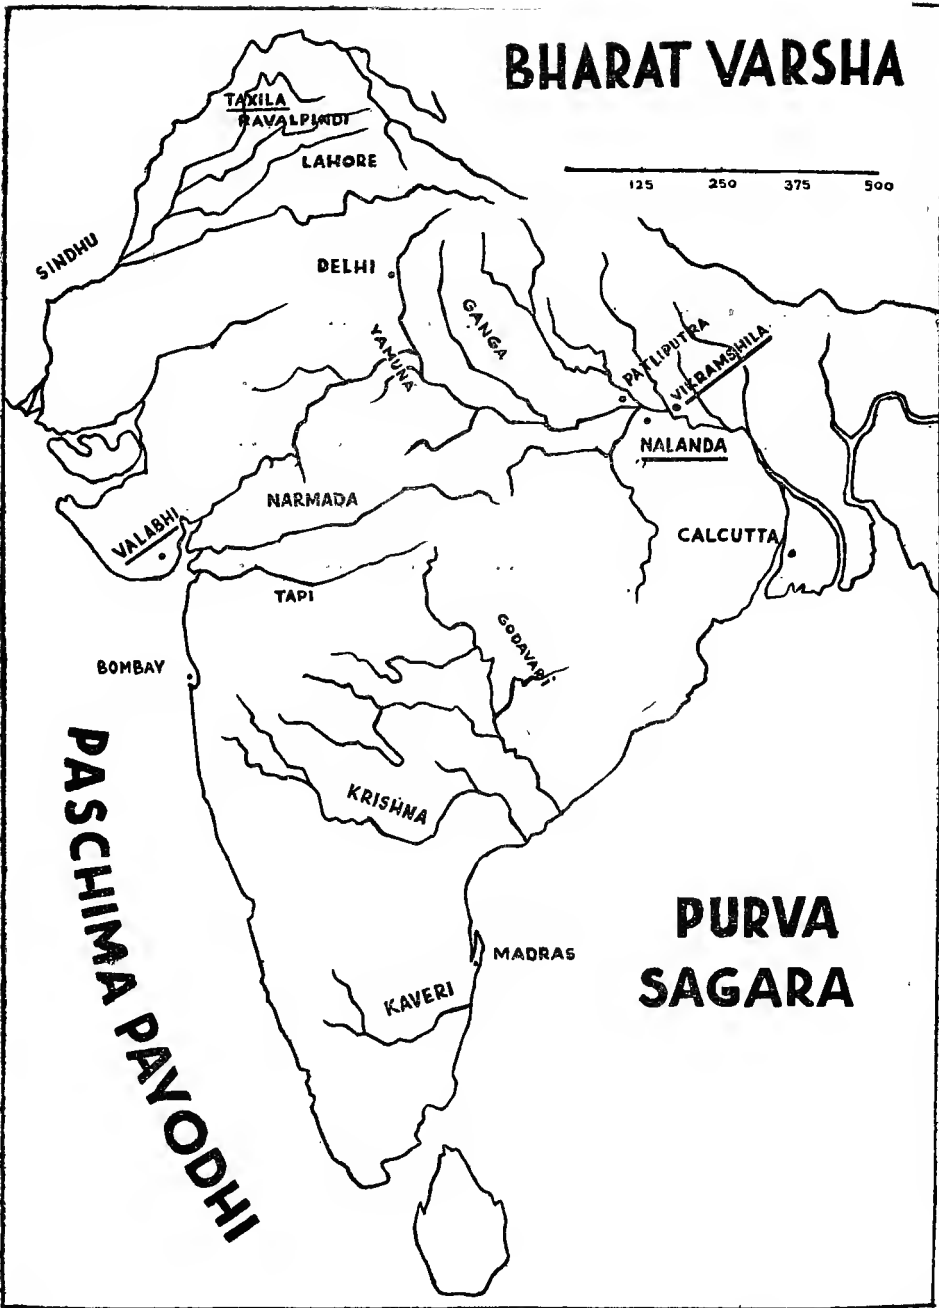 BHARAT VARSHA
TAXILA
RAVALPINDI
LAHORE
125 250 375 500
SINDHU
DELHI
GANGA
YAMUNA
PATLIPUTRA
VIKRAMSHILA
NALANDA
NARMADA
VALABHI
CALCUTTA
TAPI
GODAVARI
BOMBAY
PASCHIMA PAYODHI
KRISHNA
PURVA
SAGARA
MADRAS
KAVERI